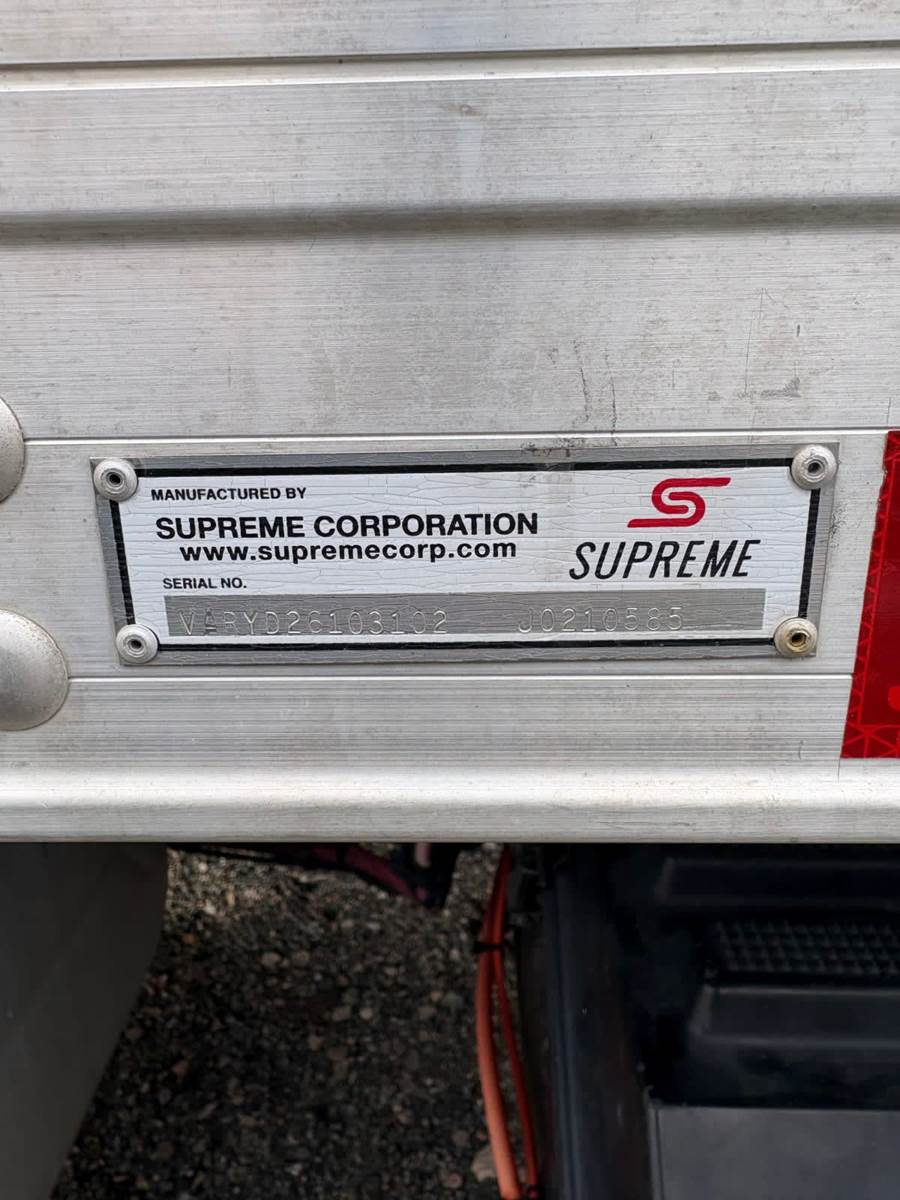 MANUFACTURED BY
SUPREME CORPORATION
www.supremecorp.com
SUPREME
SERIAL NO.
VARYD26103102 J0210585